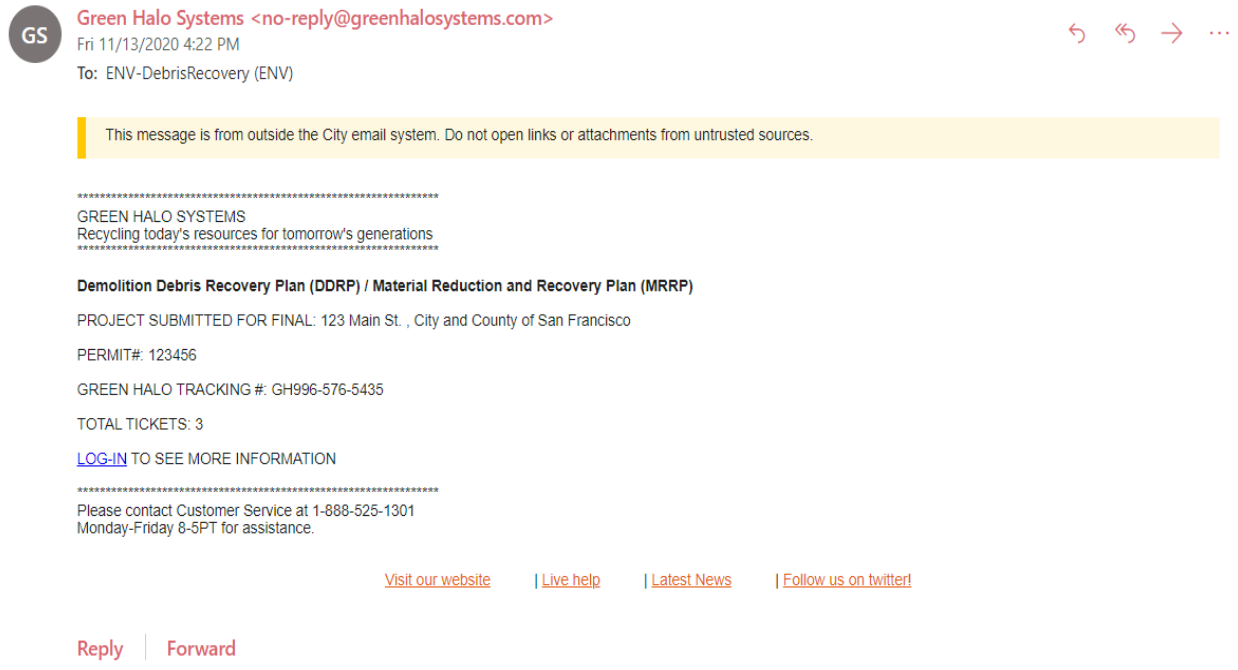 GS
Green Halo Systems <no-reply@greenhalosystems.com>
Fri 11/13/2020 4:22 PM
To: ENV-DebrisRecovery (ENV)
This message is from outside the City email system. Do not open links or attachments from untrusted sources.
****************************************************************
GREEN HALO SYSTEMS
Recycling today's resources for tomorrow's generations
****************************************************************
Demolition Debris Recovery Plan (DDRP) / Material Reduction and Recovery Plan (MRRP)
PROJECT SUBMITTED FOR FINAL: 123 Main St. , City and County of San Francisco
PERMIT#: 123456
GREEN HALO TRACKING #: GH996-576-5435
TOTAL TICKETS: 3
LOG-IN TO SEE MORE INFORMATION
****************************************************************
Please contact Customer Service at 1-888-525-1301
Monday-Friday 8-5PT for assistance.
Visit our website | Live help | Latest News | Follow us on twitter!
Reply | Forward